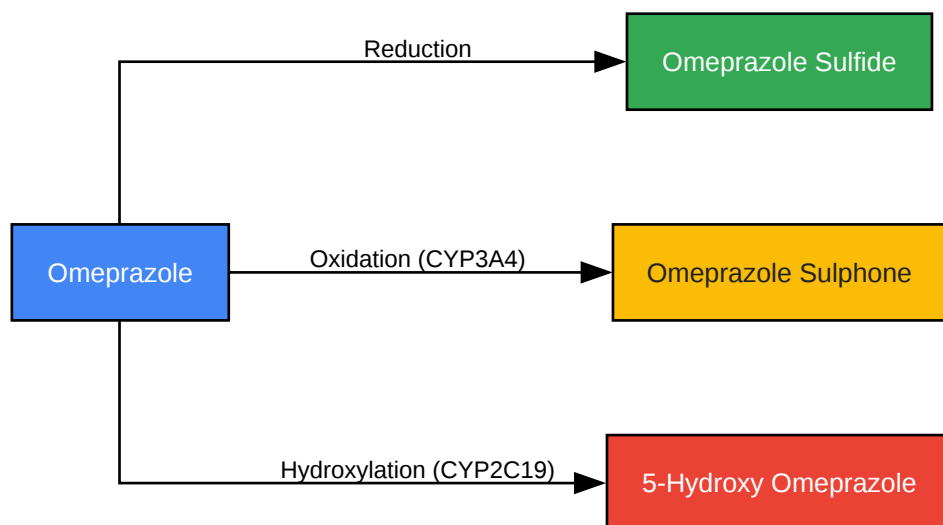 Reduction
Omeprazole Sulfide
Omeprazole
Oxidation (CYP3A4)
Omeprazole Sulphone
Hydroxylation (CYP2C19)
5-Hydroxy Omeprazole